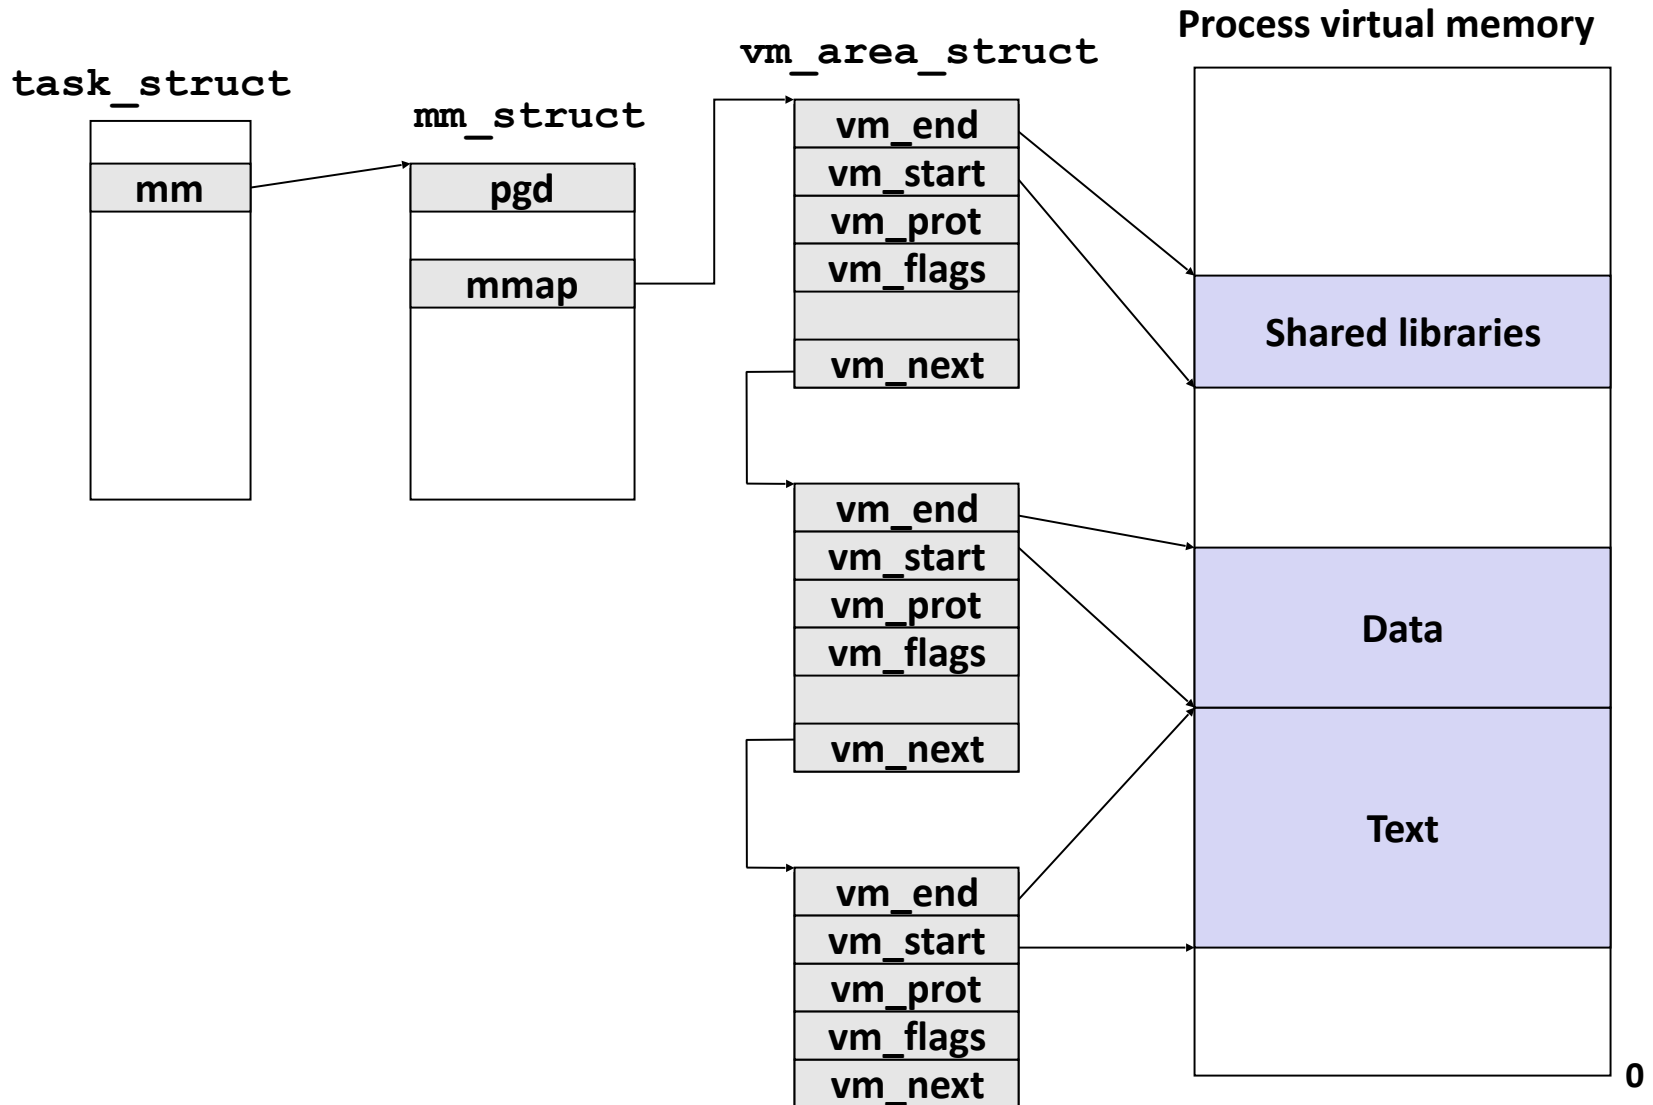 Process virtual memory
vm_area_struct
task_struct
mm_struct
mm
pgd
mmap
vm_end
vm_start
vm_prot
vm_flags
vm_next
vm_end
vm_start
vm_prot
vm_flags
vm_next
vm_end
vm_start
vm_prot
vm_flags
vm_next
Shared libraries
Data
Text
0